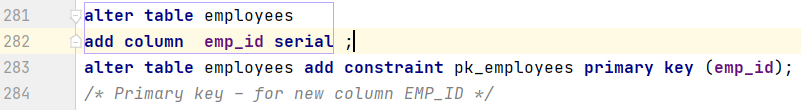 281 alter table employees
282 add column  emp_id serial ;
283 alter table employees add constraint pk_employees primary key (emp_id);
284 /* Primary key – for new column EMP_ID */